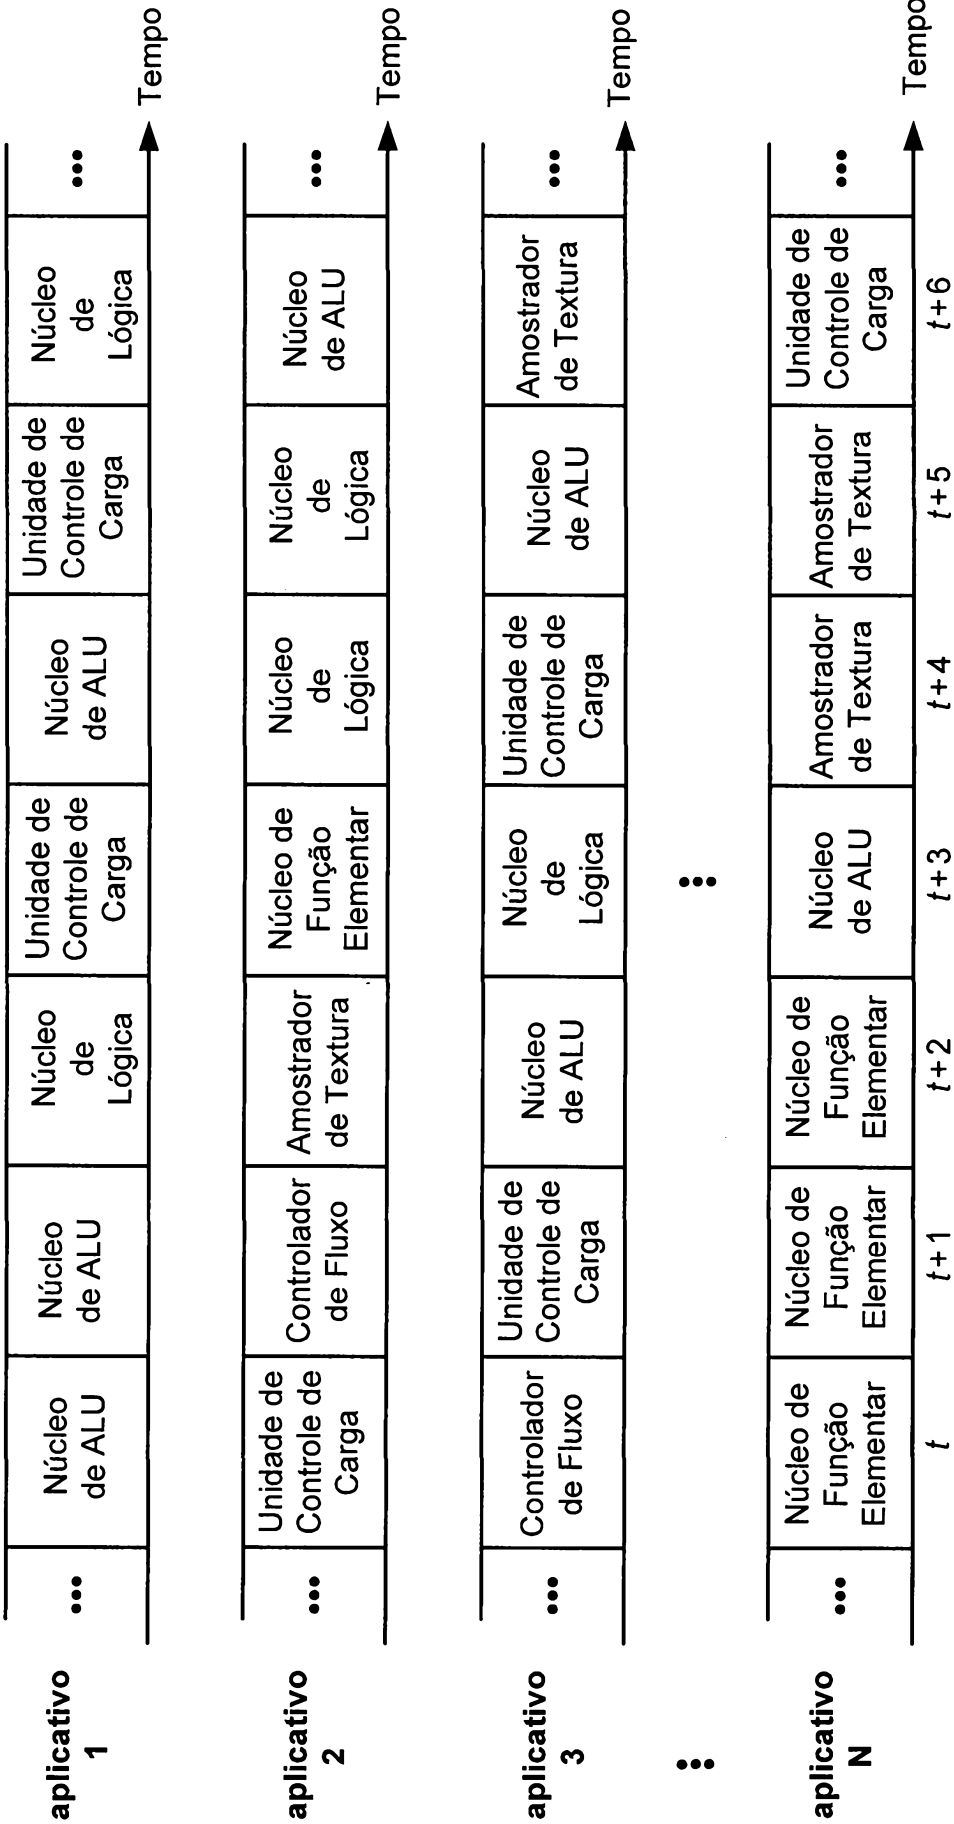 aplicativo
1
•••
Núcleo
de ALU
Núcleo
de ALU
Núcleo
de
Lógica
Unidade de
Controle de
Carga
Núcleo
de ALU
Unidade de
Controle de
Carga
Núcleo
de
Lógica
•••
Tempo
aplicativo
2
•••
Unidade de
Controle de
Carga
Controlador
de Fluxo
Amostrador
de Textura
Núcleo de
Função
Elementar
Núcleo
de
Lógica
Núcleo
de
Lógica
Núcleo
de ALU
•••
Tempo
aplicativo
3
•••
Controlador
de Fluxo
Unidade de
Controle de
Carga
Núcleo
de ALU
Núcleo
de
Lógica
Unidade de
Controle de
Carga
Núcleo
de ALU
Amostrador
de Textura
•••
Tempo
•••
•••
aplicativo
N
•••
Núcleo de
Função
Elementar
Núcleo de
Função
Elementar
Núcleo de
Função
Elementar
Núcleo
de ALU
Amostrador
de Textura
Amostrador
de Textura
Unidade de
Controle de
Carga
•••
Tempo
t
t+1
t+2
t+3
t+4
t+5
t+6